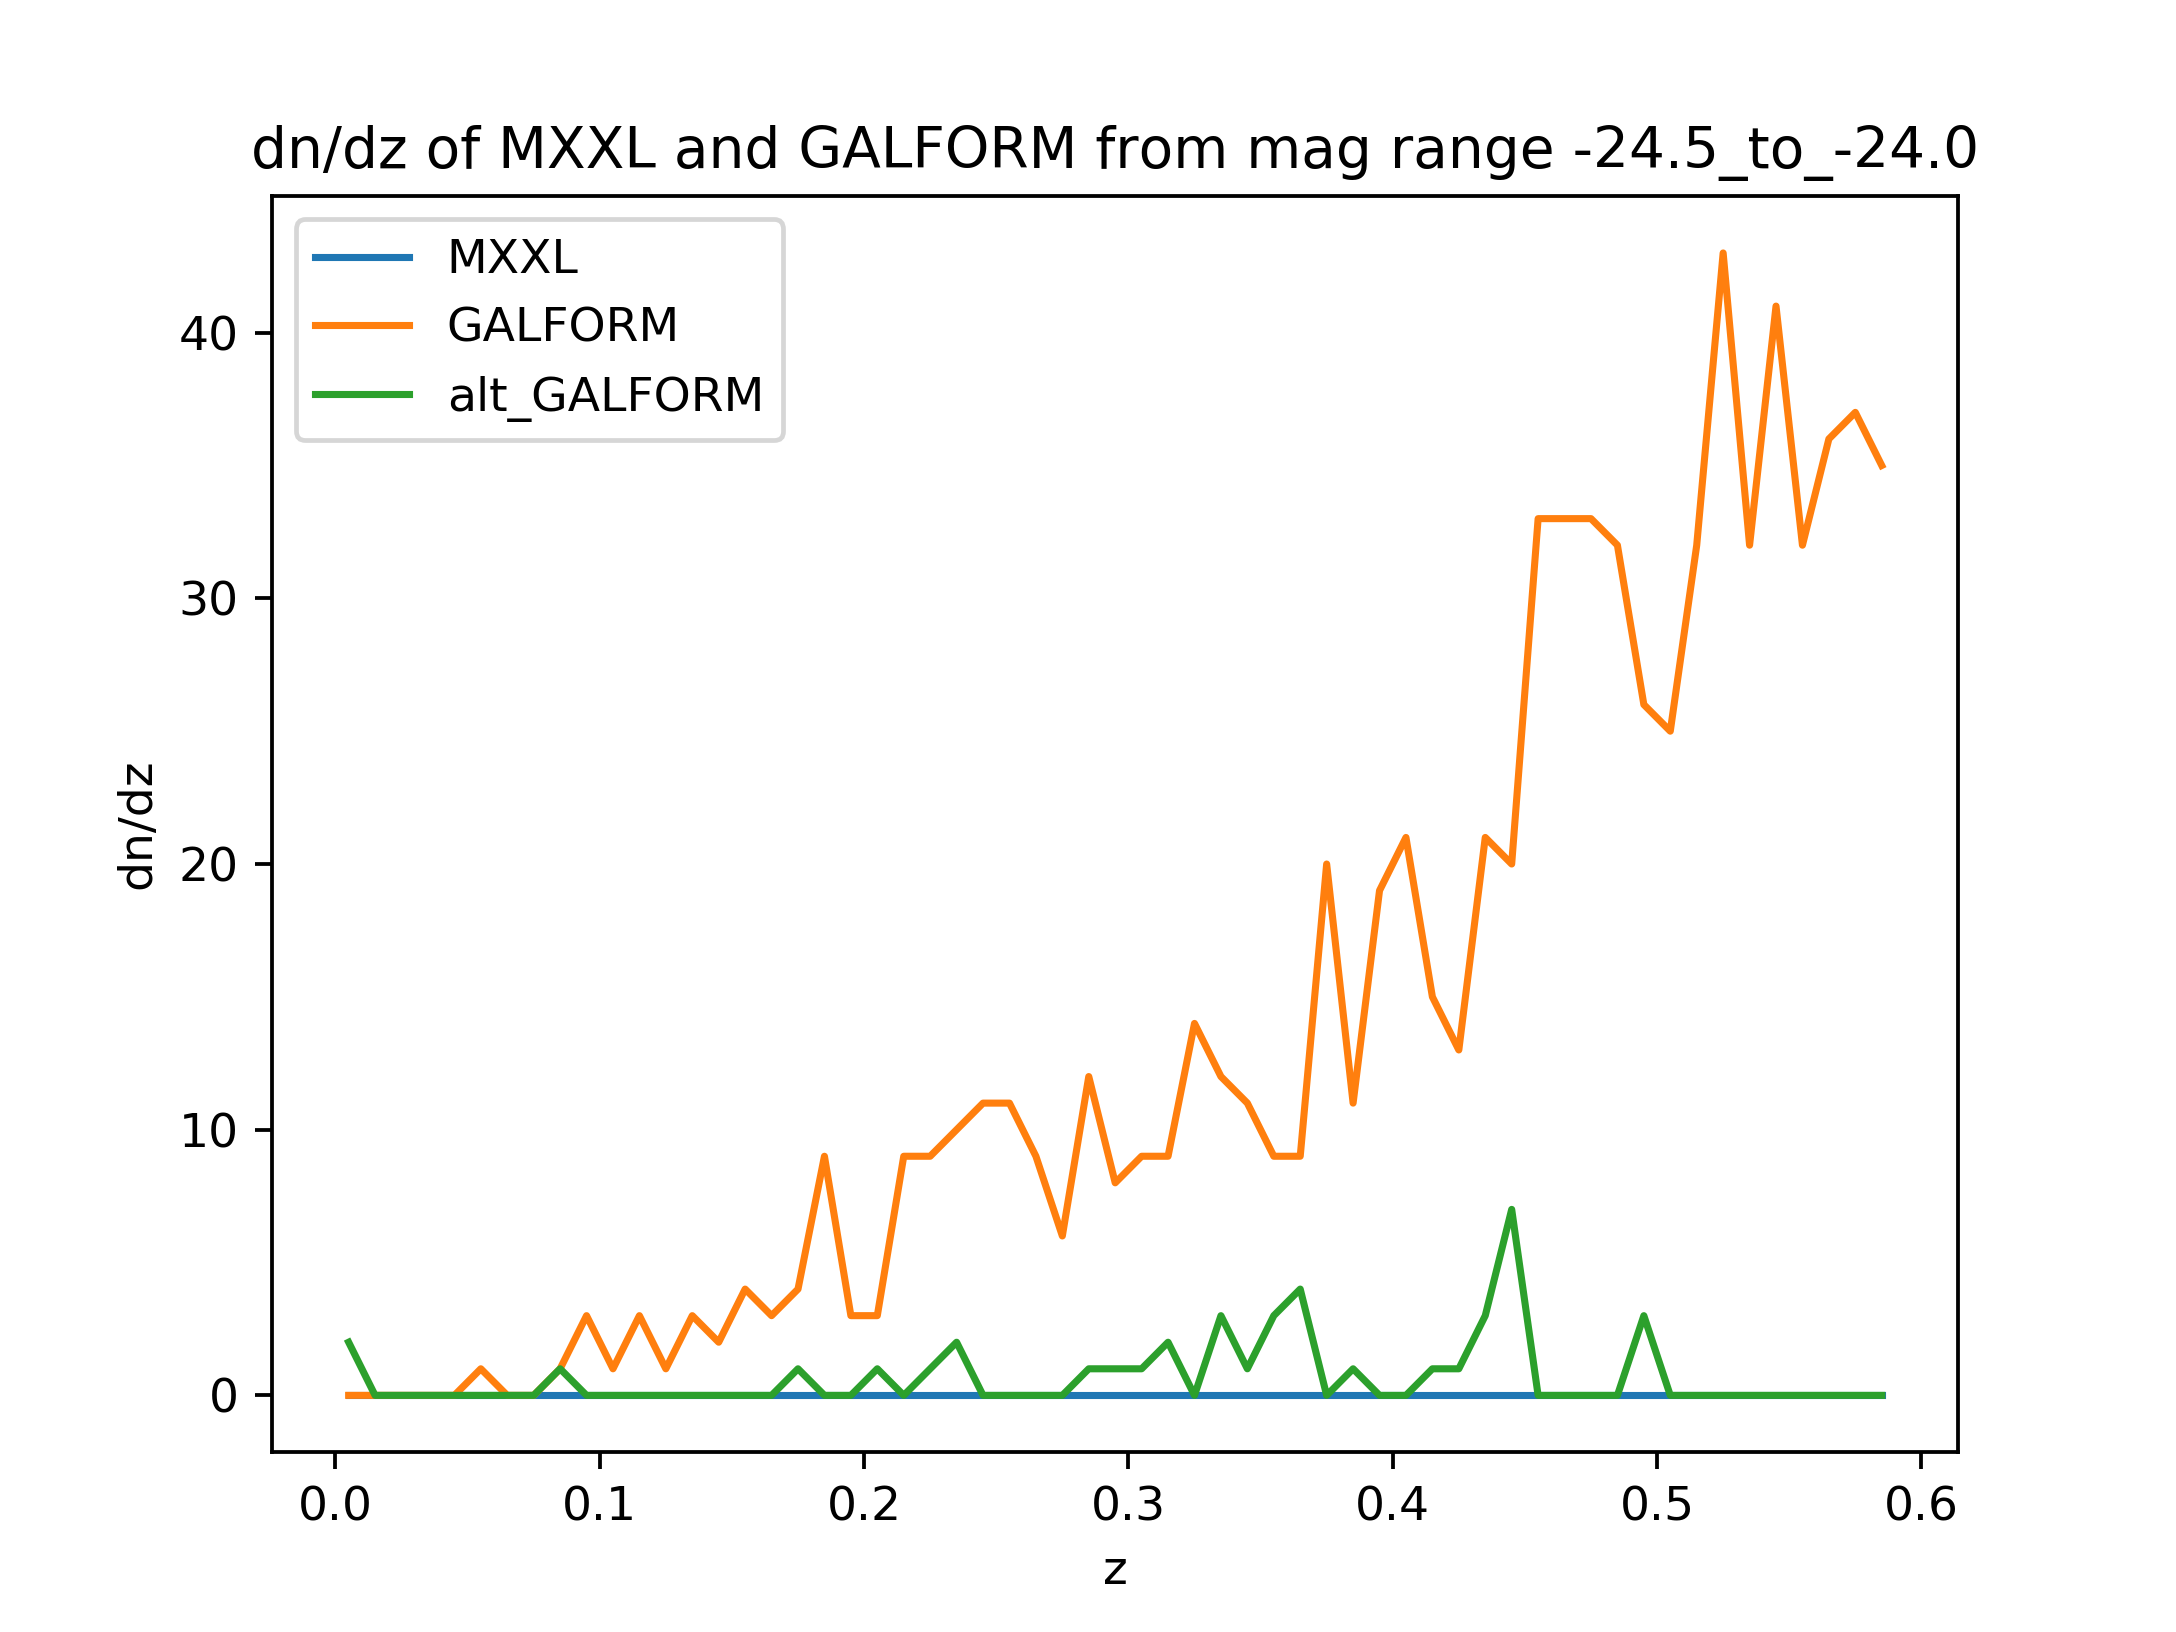 dn/dz of MXXL and GALFORM from mag range -24.5_to_-24.0
MXXL
GALFORM
alt_GALFORM
40
30
20
10
0
dn/dz
0.0 0.1 0.2 0.3 0.4 0.5 0.6
z